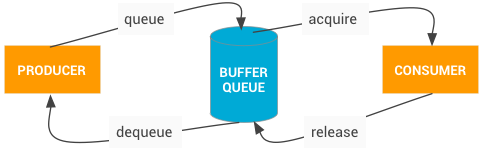 queue
acquire
PRODUCER
BUFFER
QUEUE
CONSUMER
dequeue
release